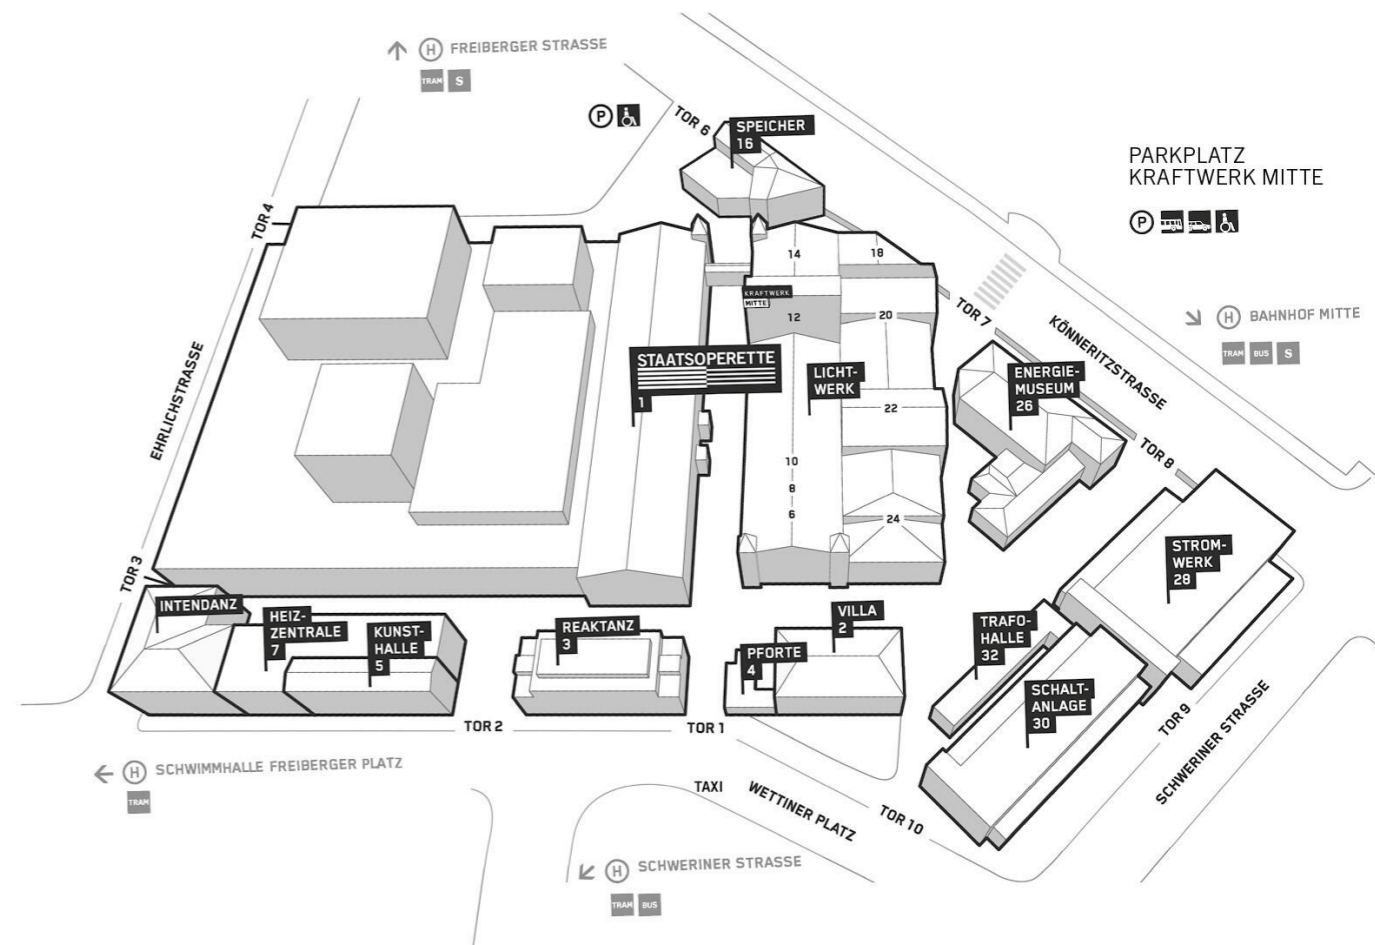 H FREIBERGER STRASSE
TRAM S
P
TOR 6
SPEICHER
16
PARKPLATZ
KRAFTWERK MITTE
P
TOR 4
14
18
KRAFTWERK
MITTE
12
20
TOR 7
KÖNNERITZSTRASSE
H BAHNHOF MITTE
TRAM BUS S
EHRLICHSTRASSE
STAATSOPERETTE
1
LICHT-
WERK
22
ENERGIE-
MUSEUM
26
TOR 8
10
8
6
24
STROM-
WERK
28
TOR 3
INTENDANZ
HEIZ-
ZENTRALE
7
KUNST-
HALLE
5
REAKTANZ
3
PFORTE
4
VILLA
2
TRAFO-
HALLE
32
SCHALT-
ANLAGE
30
TOR 2
TOR 1
TOR 9
SCHWERINER STRASSE
H SCHWIMMHALLE FREIBERGER PLATZ
TRAM
TAXI
WETTINER PLATZ
TOR 10
H SCHWERINER STRASSE
TRAM BUS